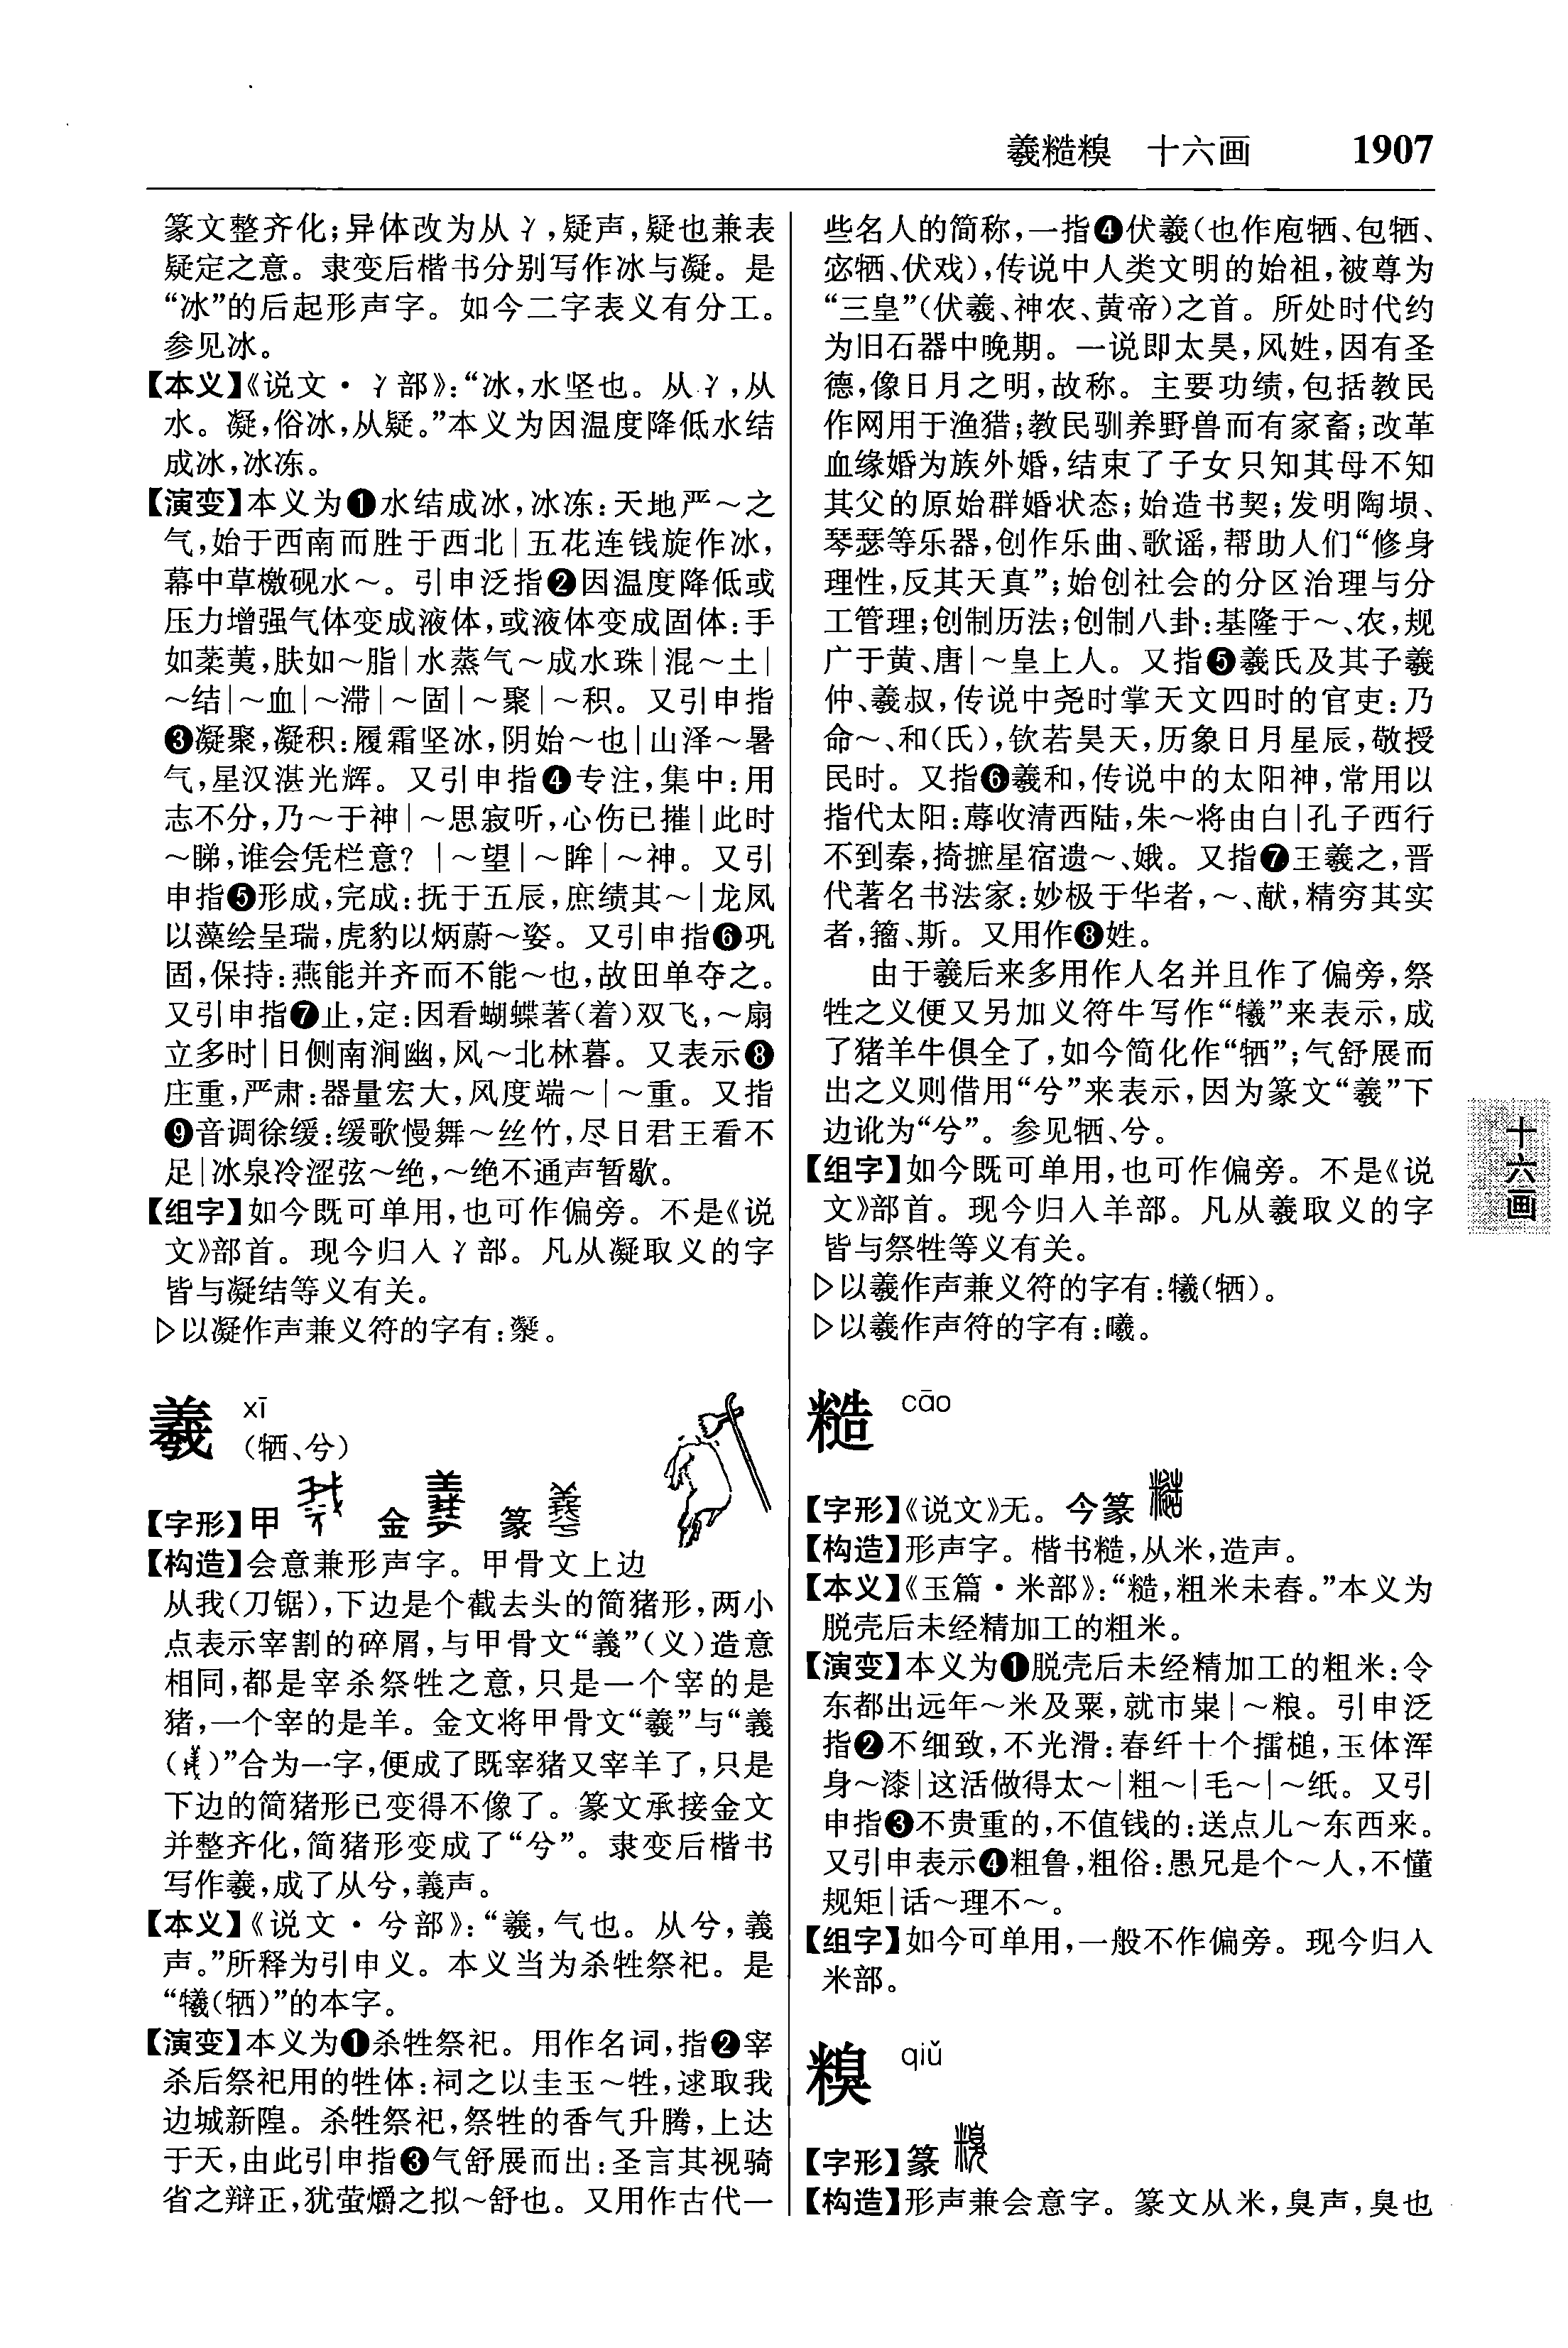 羲糙糗　十六画　1907
篆文整齐化；异体改为从冫，疑声，疑也兼表
疑定之意。隶变后楷书分别写作冰与凝。是
“冰”的后起形声字。如今二字表义有分工。
参见冰。
【本义】《说文·冫部》：“冰，水坚也。从冫，从
水。凝，俗冰，从疑。”本义为因温度降低水结
成冰，冰冻。
【演变】本义为❶水结成冰，冰冻：天地严～之
气，始于西南而胜于西北|五花连钱旋作冰，
幕中草檄砚水～。引申泛指❷因温度降低或
压力增强气体变成液体，或液体变成固体：手
如荑荑，肤如～脂|水蒸气～成水珠|混～土|
～结|～血|～滞|～固|～聚|～积。又引申指
❸凝聚，凝积：履霜坚冰，阴始～也|山泽～暑
气，星汉湛光辉。又引申指❹专注，集中：用
志不分，乃～于神|～思寂听，心伤已摧|此时
～睇，谁会凭栏意？|～望|～眸|～神。又引
申指❺形成，完成：抚于五辰，庶绩其～|龙凤
以藻绘呈瑞，虎豹以炳蔚～姿。又引申指❻巩
固，保持：燕能并齐而不能～也，故田单夺之。
又引申指❼止，定：因看蝴蝶著（着）双飞，～扇
立多时|日侧南涧幽，风～北林暮。又表示❽
庄重，严肃：器量宏大，风度端～|～重。又指
❾音调徐缓：缓歌慢舞～丝竹，尽日君王看不
足|冰泉冷涩弦～绝，～绝不通声暂歇。
【组字】如今既可单用，也可作偏旁。不是《说
文》部首。现今归入冫部。凡从凝取义的字
皆与凝结等义有关。
▷以凝作声兼义符的字有：。
羲 xī
（牺、兮）
【字形】甲 金 篆
【构造】会意兼形声字。甲骨文上边
从我（刀锯），下边是个截去头的简猪形，两小
点表示宰割的碎屑，与甲骨文“義”（义）造意
相同，都是宰杀祭牲之意，只是一个宰的是
猪，一个宰的是羊。金文将甲骨文“羲”与“義
（）”合为一字，便成了既宰猪又宰羊了，只是
下边的简猪形已变得不像了。篆文承接金文
并整齐化，简猪形变成了“兮”。隶变后楷书
写作羲，成了从兮，義声。
【本义】《说文·兮部》：“羲，气也。从兮，義
声。”所释为引申义。本义当为杀牲祭祀。是
“犧（牺）”的本字。
【演变】本义为❶杀牲祭祀。用作名词，指❷宰
杀后祭祀用的牲体：祠之以圭玉～牲，逑取我
边城新隍。杀牲祭祀，祭牲的香气升腾，上达
于天，由此引申指❸气舒展而出：圣言其视骑
省之辩正，犹萤爝之拟～舒也。又用作古代一
些名人的简称，一指❹伏羲（也作庖牺、包牺、
宓牺、伏戏），传说中人类文明的始祖，被尊为
“三皇”（伏羲、神农、黄帝）之首。所处时代约
为旧石器中晚期。一说即太昊，风姓，因有圣
德，像日月之明，故称。主要功绩，包括教民
作网用于渔猎；教民驯养野兽而有家畜；改革
血缘婚为族外婚，结束了子女只知其母不知
其父的原始群婚状态；始造书契；发明陶埙、
琴瑟等乐器，创作乐曲、歌谣，帮助人们“修身
理性，反其天真”；始创社会的分区治理与分
工管理；创制历法；创制八卦：基隆于～、农，规
广于黄、唐|～皇上人。又指❺羲氏及其子羲
仲、羲叔，传说中尧时掌天文四时的官吏：乃
命～、和（氏），钦若昊天，历象日月星辰，敬授
民时。又指❻羲和，传说中的太阳神，常用以
指代太阳：蓐收清西陆，朱～将由白|孔子西行
不到秦，掎摭星宿遗～、娥。又指❼王羲之，晋
代著名书法家：妙极于华者，～、献，精穷其实
者，籀、斯。又用作❽姓。
由于羲后来多用作人名并且作了偏旁，祭
牲之义便又另加义符牛写作“犧”来表示，成
了猪羊牛俱全了，如今简化作“牺”；气舒展而
出之义则借用“兮”来表示，因为篆文“羲”下
边讹为“兮”。参见牺、兮。
【组字】如今既可单用，也可作偏旁。不是《说
文》部首。现今归入羊部。凡从羲取义的字
皆与祭牲等义有关。
▷以羲作声兼义符的字有：犧（牺）。
▷以羲作声符的字有：曦。
糙 cāo
【字形】《说文》无。今篆
【构造】形声字。楷书糙，从米，造声。
【本义】《玉篇·米部》：“糙，粗米未舂。”本义为
脱壳后未经精加工的粗米。
【演变】本义为❶脱壳后未经精加工的粗米：令
东都出远年～米及粟，就市粜|～粮。引申泛
指❷不细致，不光滑：春纤十个擂槌，玉体浑
身～漆|这活做得太～|粗～|毛～|～纸。又引
申指❸不贵重的，不值钱的：送点儿～东西来。
又引申表示❹粗鲁，粗俗：愚兄是个～人，不懂
规矩|话～理不～。
【组字】如今可单用，一般不作偏旁。现今归入
米部。
糗 qiǔ
【字形】篆
【构造】形声兼会意字。篆文从米，臭声，臭也
十六画